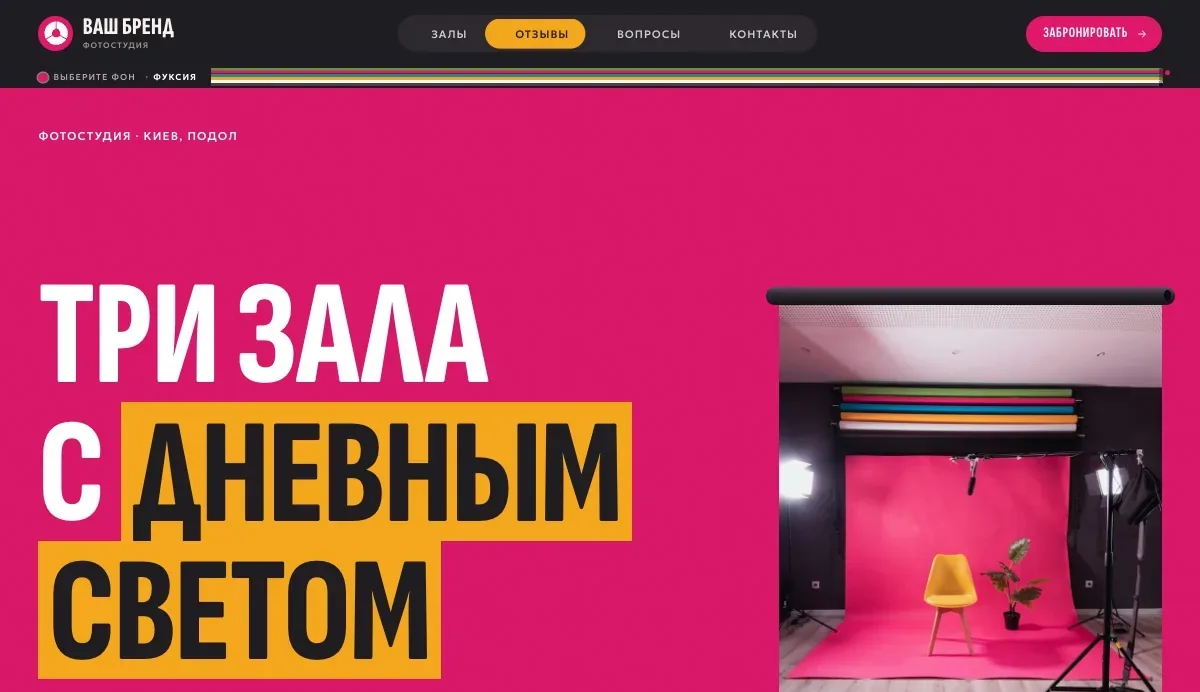 ВАШ БРЕНД
ФОТОСТУДИЯ
ЗАЛЫ
ОТЗЫВЫ
ВОПРОСЫ
КОНТАКТЫ
ЗАБРОНИРОВАТЬ →
ВЫБЕРИТЕ ФОН · ФУКСИЯ
ФОТОСТУДИЯ · КИЕВ, ПОДОЛ
ТРИ ЗАЛА
С ДНЕВНЫМ
СВЕТОМ